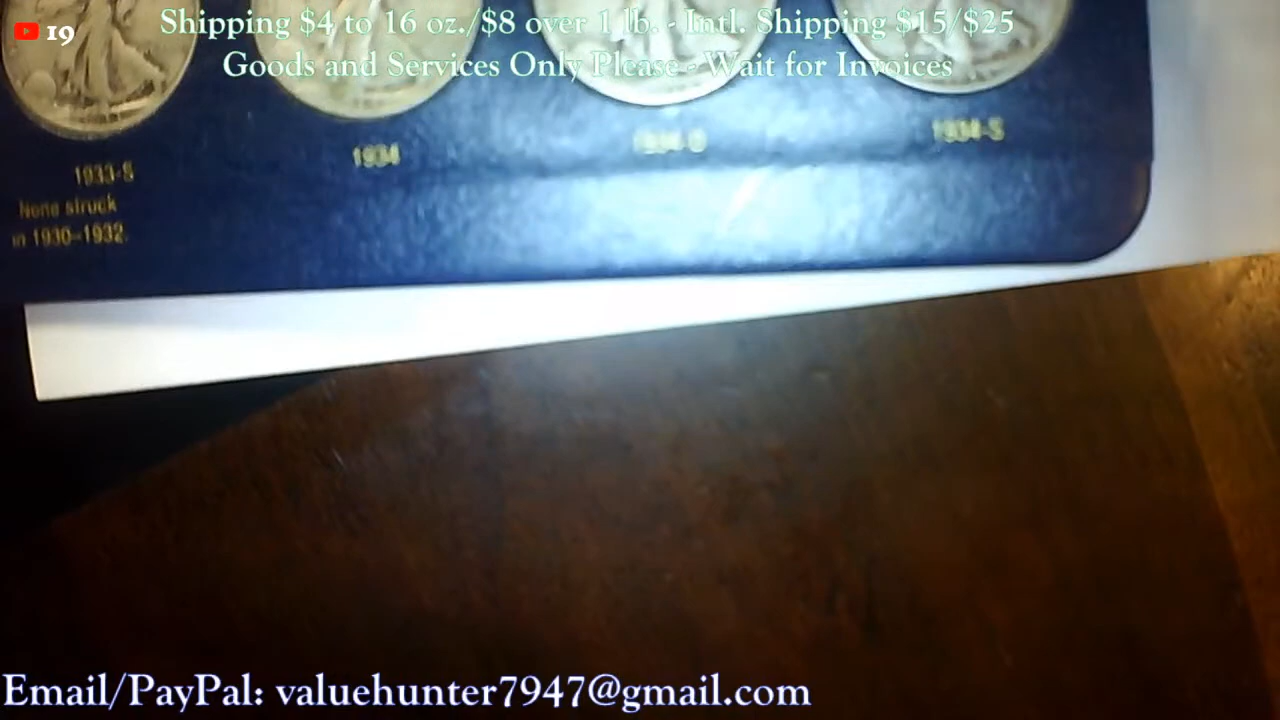 19
Shipping $4 to 16 oz./$8 over 1 lb. - Intl. Shipping $15/$25
Goods and Services Only Please - Wait for Invoices
1933-S
None struck
in 1930–1932.
1934
1934-D
1934-S
Email/PayPal: valuehunter7947@gmail.com